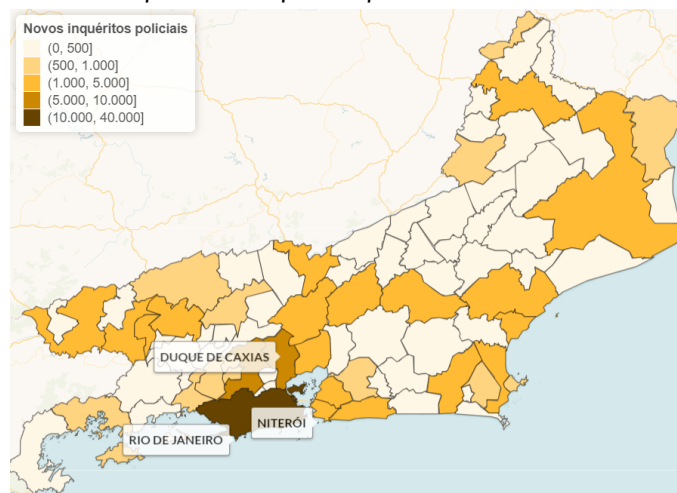 Novos inquéritos policiais
(0, 500]
(500, 1.000]
(1.000, 5.000]
(5.000, 10.000]
(10.000, 40.000]
DUQUE DE CAXIAS
NITERÓI
RIO DE JANEIRO